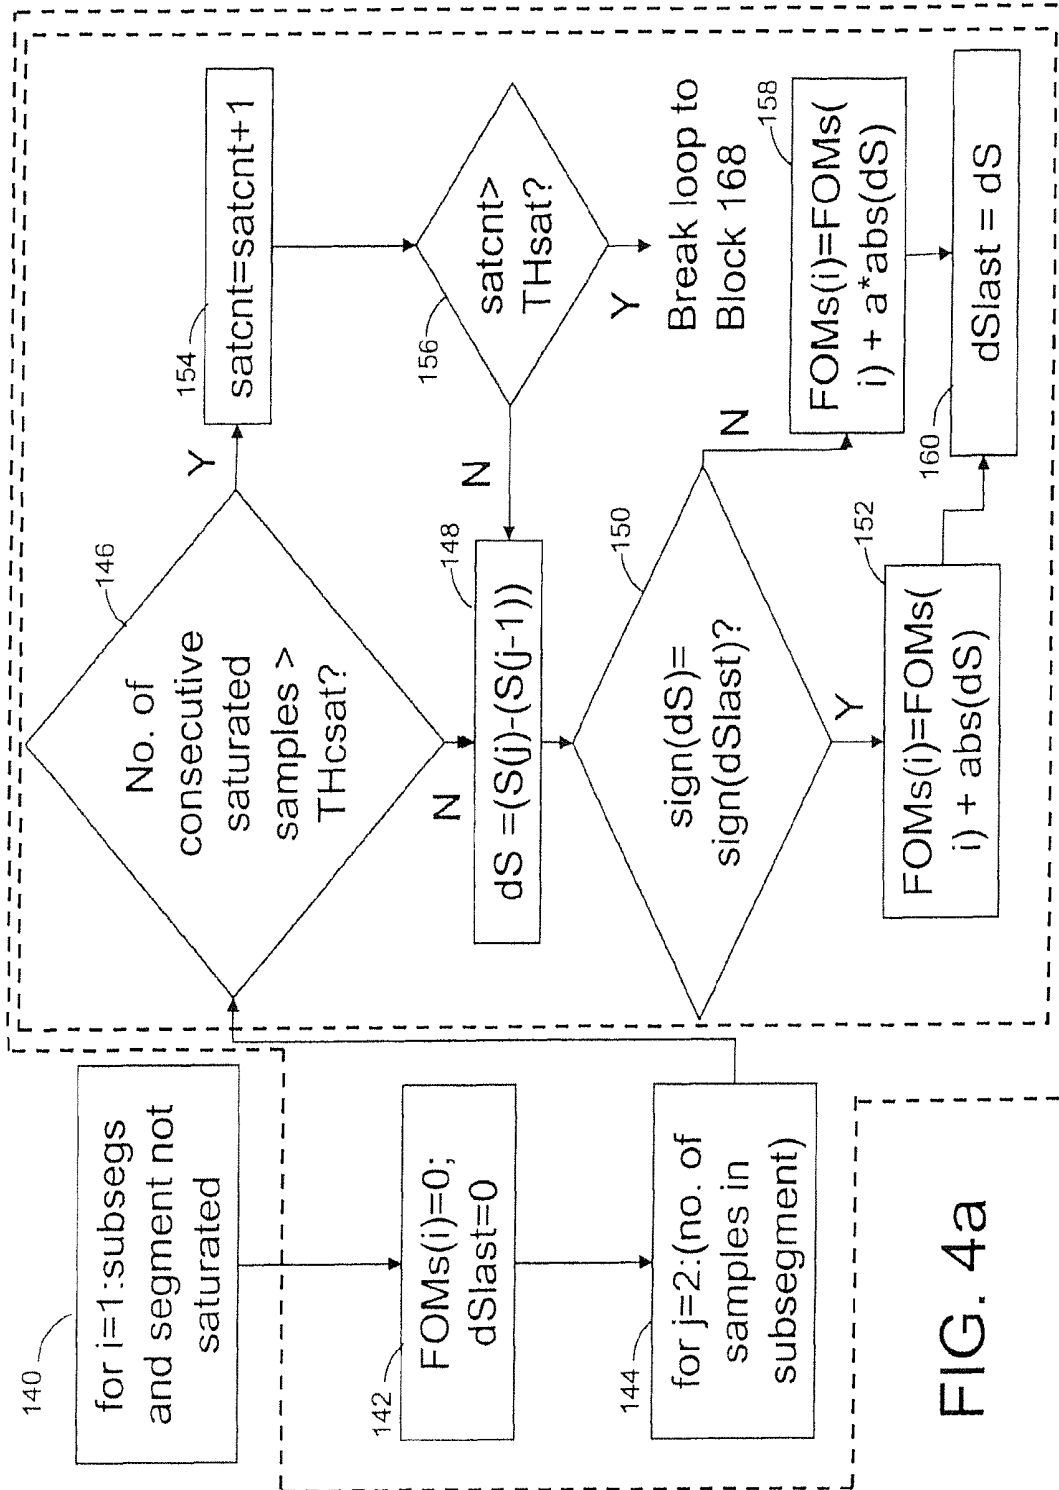 140
for i=1:subsegs
and segment not
saturated
142
FOMs(i)=0;
dSlast=0
144
for j=2:(no. of
samples in
subsegment)
146
No. of
consecutive
saturated
samples >
THcsat?
Y
N
154
satcnt=satcnt+1
156
satcnt>
THsat?
N
Y
Break loop to
Block 168
148
dS =(S(j)-(S(j-1))
150
sign(dS)=
sign(dSlast)?
N
Y
152
FOMs(i)=FOMs(
i) + abs(dS)
158
FOMs(i)=FOMs(
i) + a*abs(dS)
160
dSlast = dS
FIG. 4a